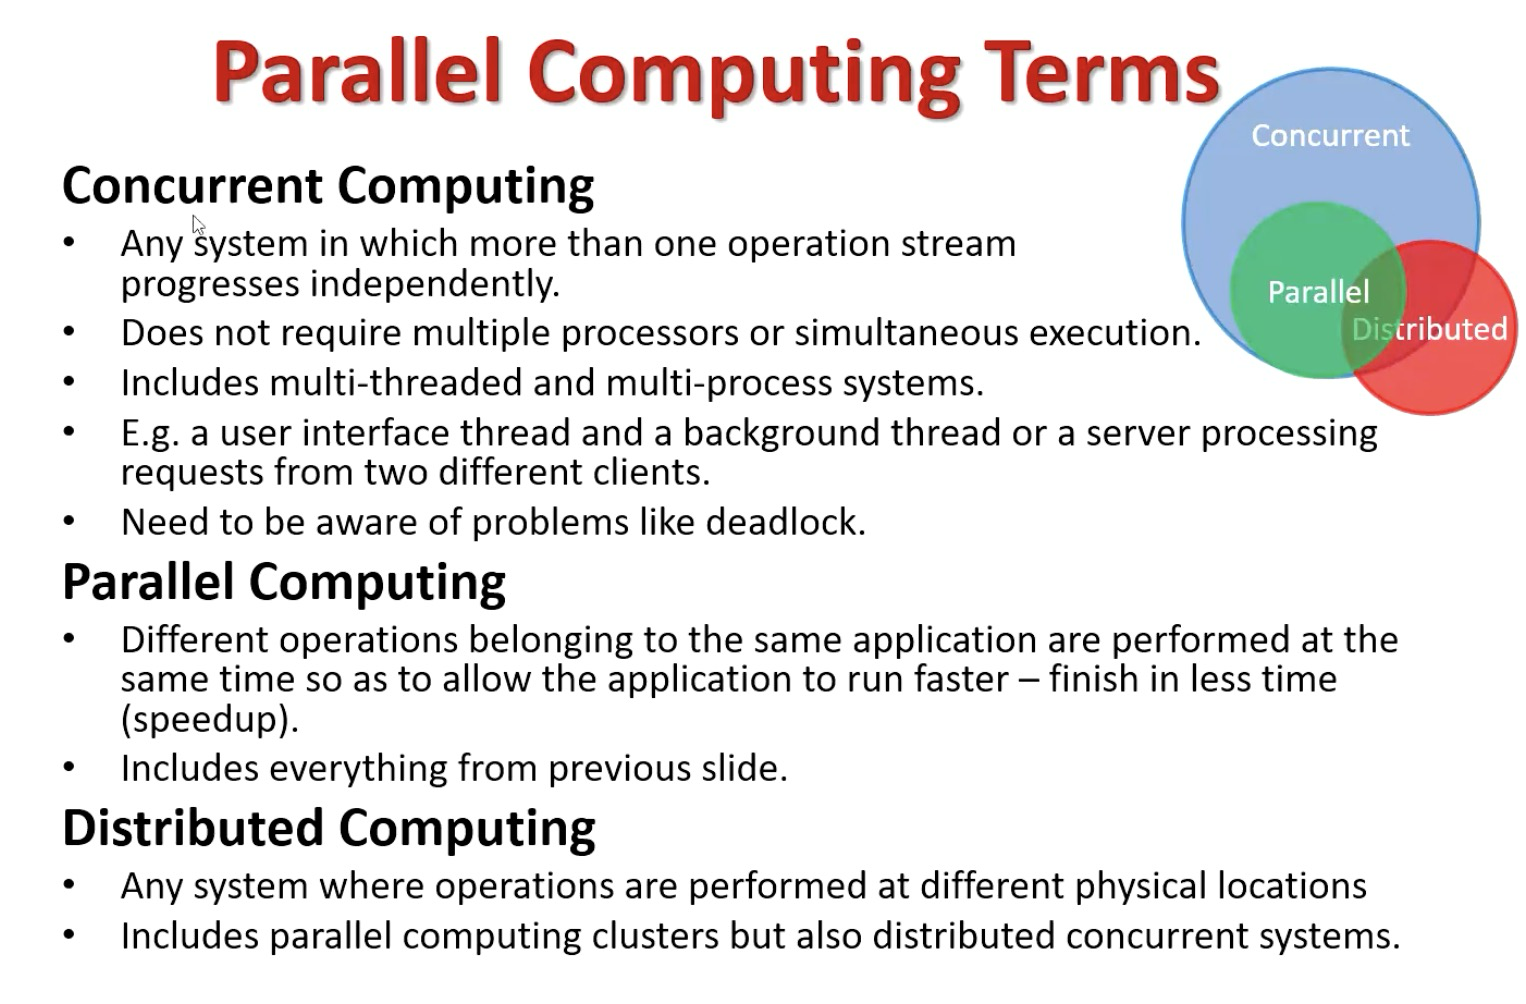 Parallel Computing Terms
Concurrent
Concurrent Computing
• Any system in which more than one operation stream
progresses independently.
Parallel
• Does not require multiple processors or simultaneous execution.
Distributed
• Includes multi-threaded and multi-process systems.
• E.g. a user interface thread and a background thread or a server processing
requests from two different clients.
• Need to be aware of problems like deadlock.
Parallel Computing
• Different operations belonging to the same application are performed at the
same time so as to allow the application to run faster – finish in less time
(speedup).
• Includes everything from previous slide.
Distributed Computing
• Any system where operations are performed at different physical locations
• Includes parallel computing clusters but also distributed concurrent systems.